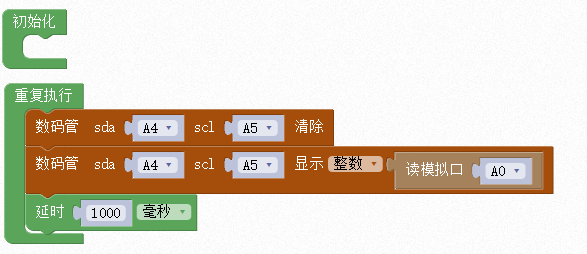 初始化
重复执行
数码管 sda A4 scl A5 清除
数码管 sda A4 scl A5 显示 整数 读模拟口 A0
延时 1000 毫秒